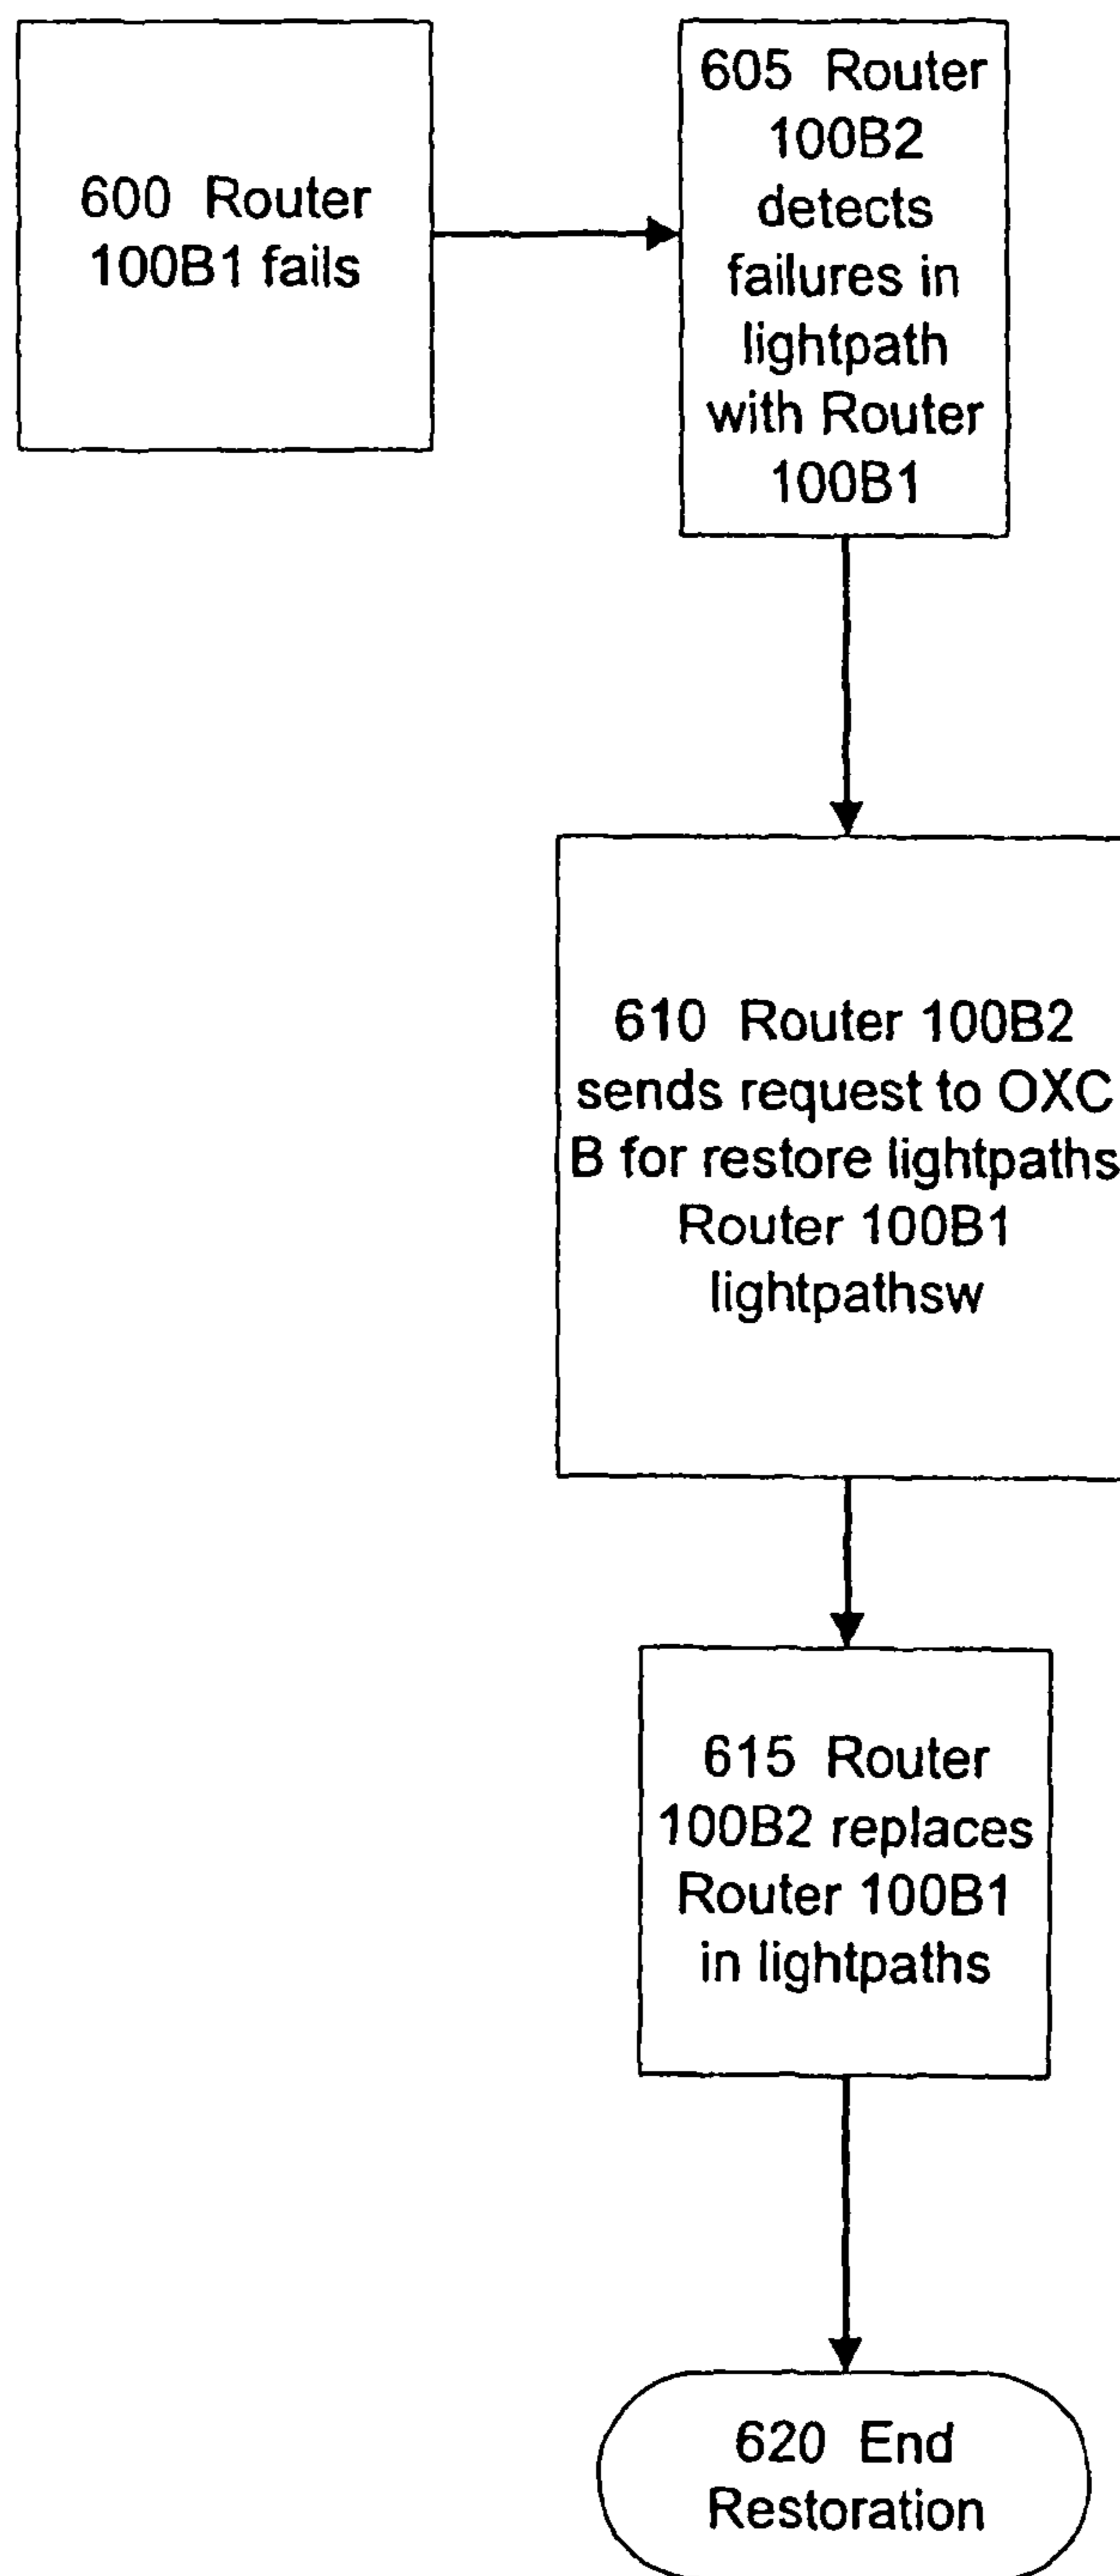 600 Router
100B1 fails
605 Router
100B2
detects
failures in
lightpath
with Router
100B1
610 Router 100B2
sends request to OXC
B for restore lightpaths
Router 100B1
lightpathsw
615 Router
100B2 replaces
Router 100B1
in lightpaths
620 End
Restoration